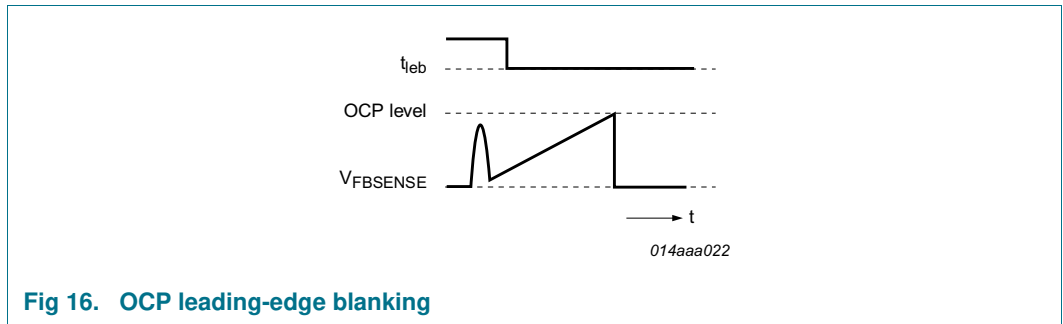 tleb
OCP level
VFBSENSE
t
014aaa022
Fig 16. OCP leading-edge blanking